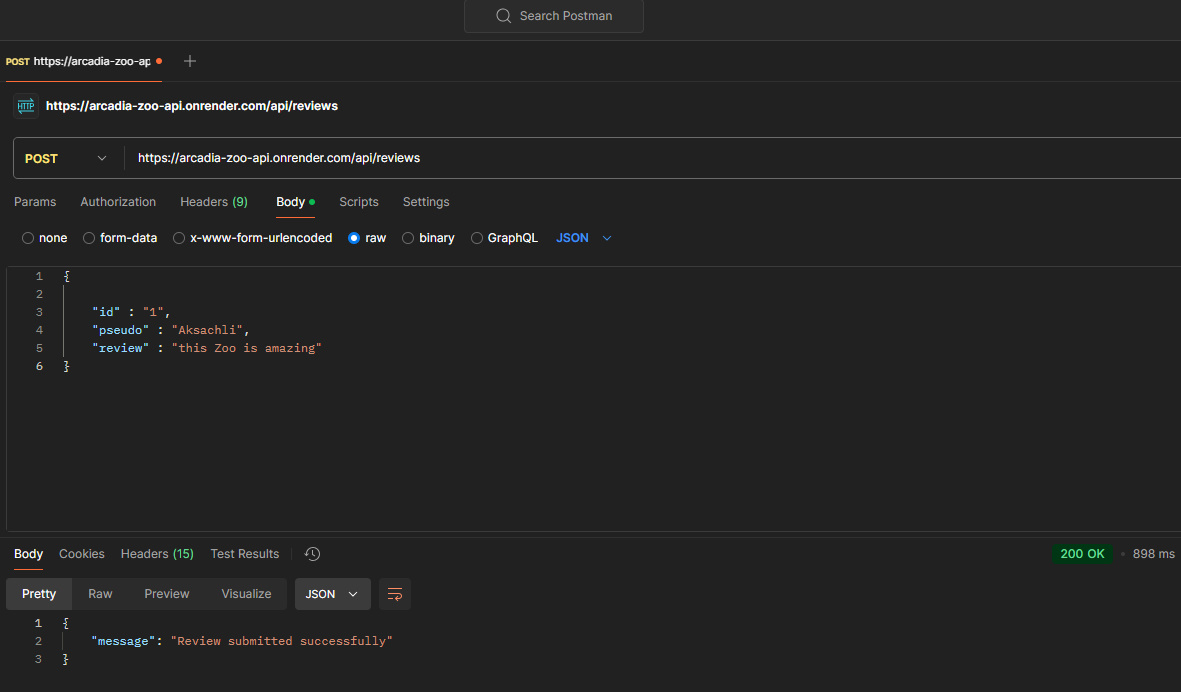 Search Postman
POST https://arcadia-zoo-ap
HTTP https://arcadia-zoo-api.onrender.com/api/reviews
POST https://arcadia-zoo-api.onrender.com/api/reviews
Params Authorization Headers (9) Body Scripts Settings
none form-data x-www-form-urlencoded raw binary GraphQL JSON
1 {
2
3 "id" : "1",
4 "pseudo" : "Aksachli",
5 "review" : "this Zoo is amazing"
6 }
Body Cookies Headers (15) Test Results 200 OK • 898 ms
Pretty Raw Preview Visualize JSON
1 {
2 "message": "Review submitted successfully"
3 }